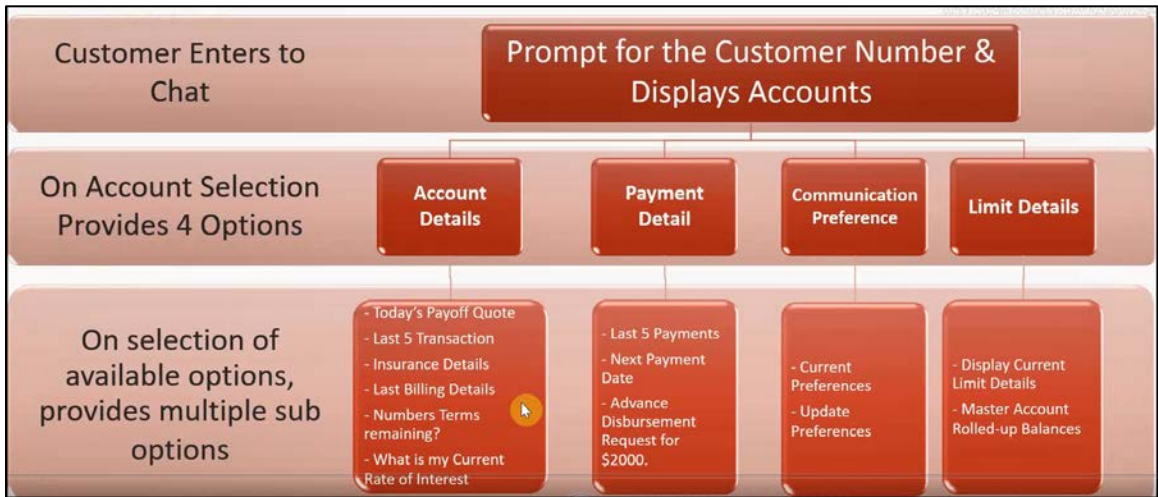 Customer Enters to
Chat
Prompt for the Customer Number &
Displays Accounts
On Account Selection
Provides 4 Options
Account
Details
Payment
Detail
Communication
Preference
Limit Details
On selection of
available options,
provides multiple sub
options
- Today's Payoff Quote
- Last 5 Transaction
- Insurance Details
- Last Billing Details
- Numbers Terms
remaining?
- What is my Current
Rate of Interest
- Last 5 Payments
- Next Payment
Date
- Advance
Disbursement
Request for
$2000.
- Current
Preferences
- Update
Preferences
- Display Current
Limit Details
- Master Account
Rolled-up Balances